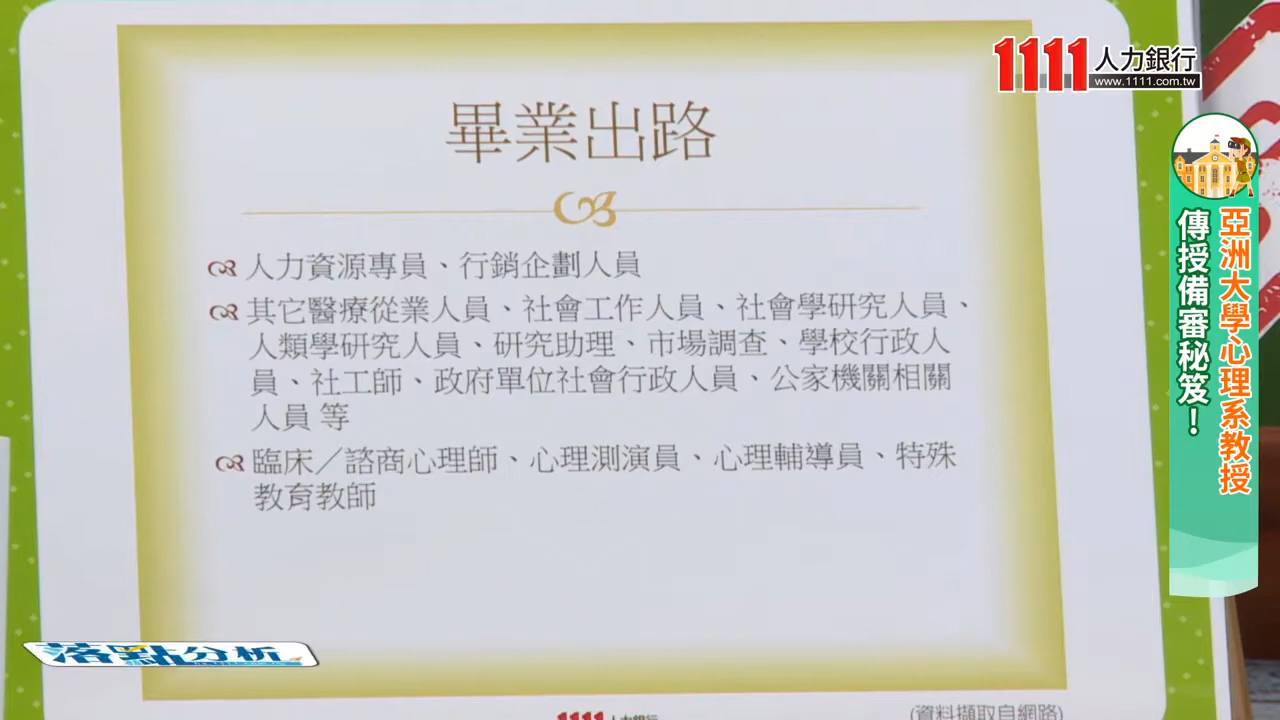 畢業出路
人力資源專員、行銷企劃人員
其它醫療從業人員、社會工作人員、社會學研究人員、
人類學研究人員、研究助理、市場調查、學校行政人
員、社工師、政府單位社會行政人員、公家機關相關
人員 等
臨床／諮商心理師、心理測演員、心理輔導員、特殊
教育教師
1111 人力銀行
(資料擷取自網路)
1111人力銀行
www.1111.com.tw
亞洲大學心理系教授
傳授備審秘笈！
落點分析